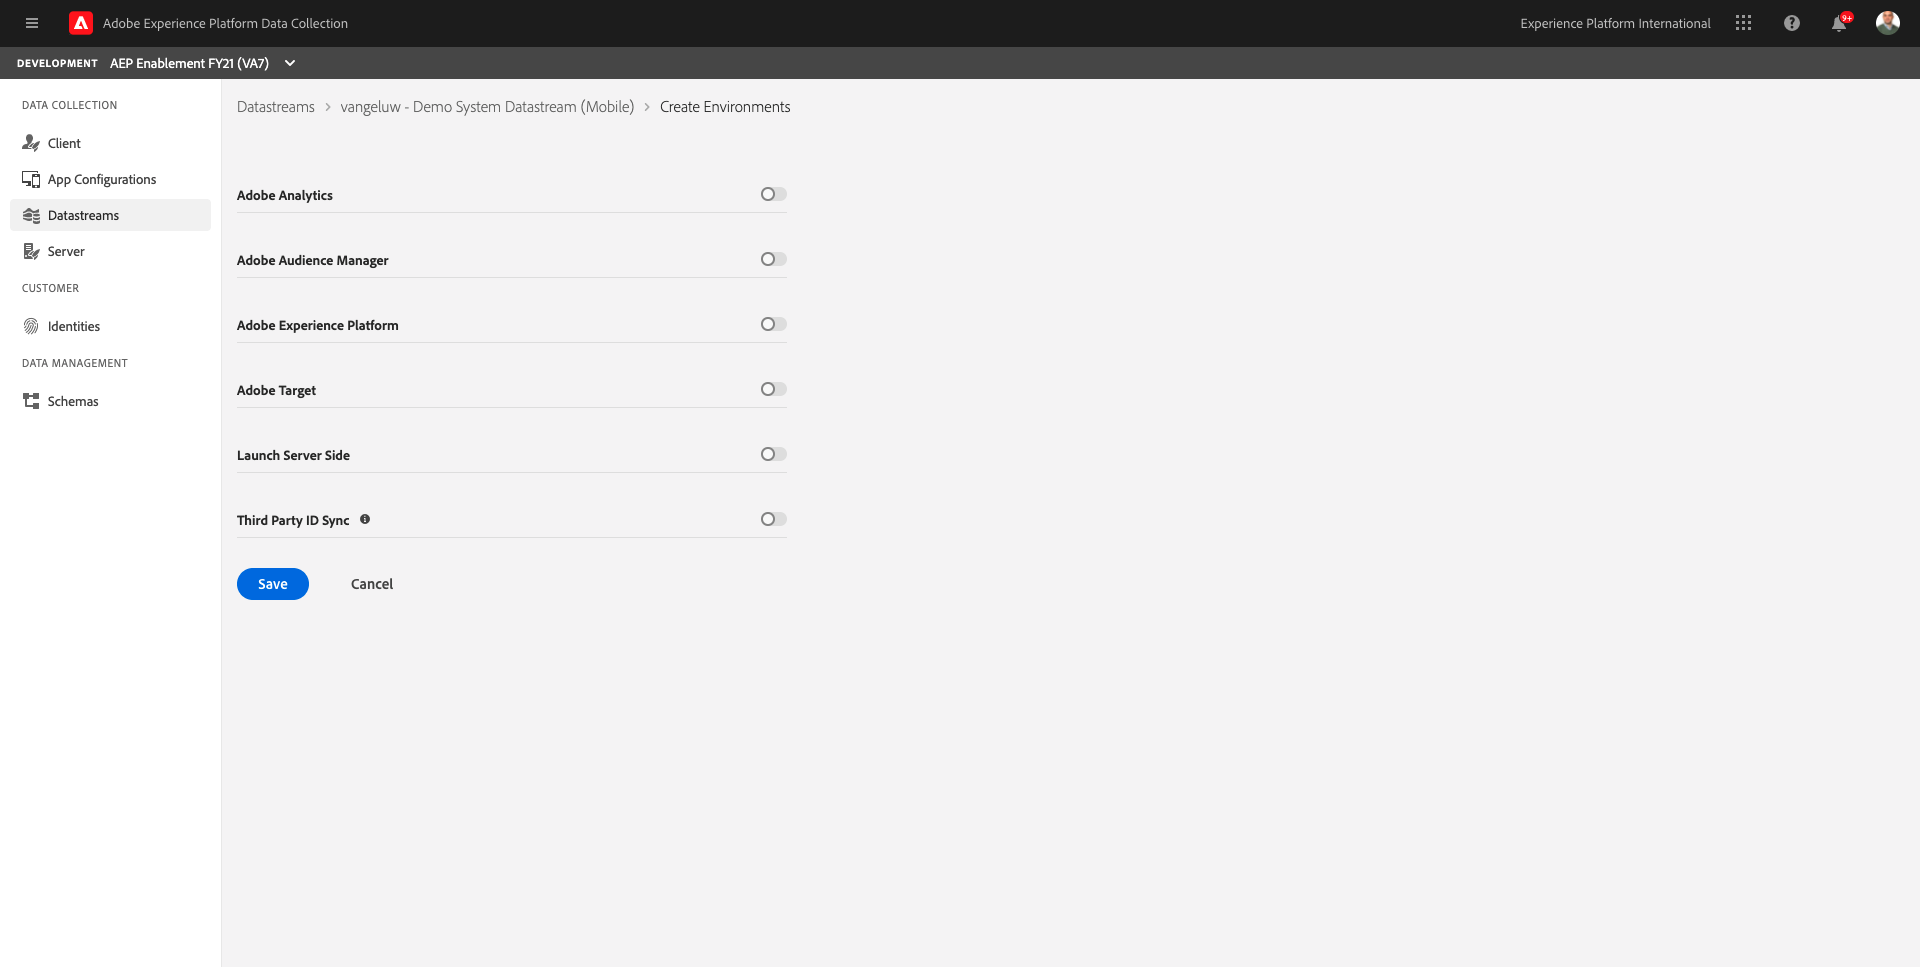 Adobe Experience Platform Data Collection
Experience Platform International
9+
DEVELOPMENT AEP Enablement FY21 (VA7)
DATA COLLECTION
Client
App Configurations
Datastreams
Server
CUSTOMER
Identities
DATA MANAGEMENT
Schemas
Datastreams > vangeluw - Demo System Datastream (Mobile) > Create Environments
Adobe Analytics
Adobe Audience Manager
Adobe Experience Platform
Adobe Target
Launch Server Side
Third Party ID Sync
Save Cancel